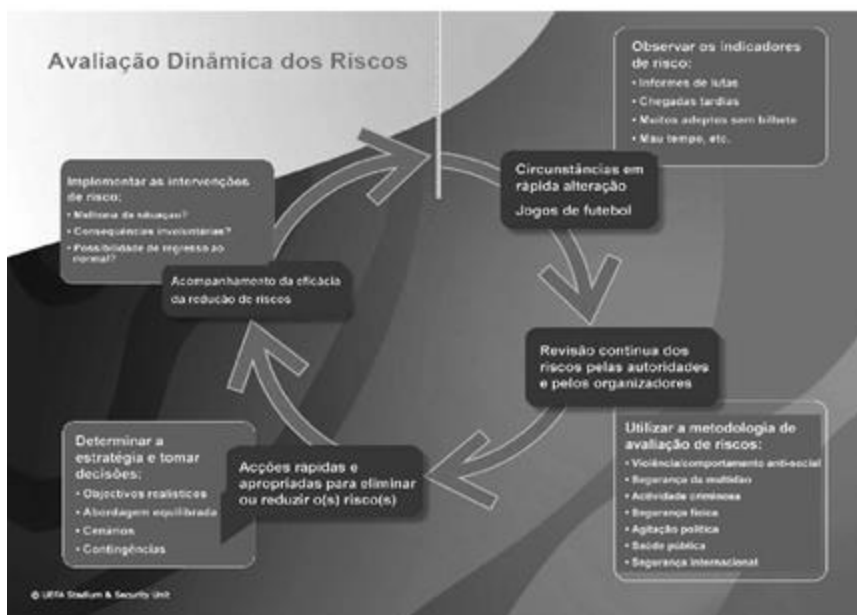 Avaliação Dinâmica dos Riscos
Observar os indicadores
de risco:
• Informes de lutas
• Chegadas tardias
• Muitos adeptos sem bilhete
• Mau tempo, etc.
Circunstâncias em
rápida alteração
Jogos de futebol
Revisão contínua dos
riscos pelas autoridades
e pelos organizadores
Utilizar a metodologia de
avaliação de riscos:
• Violência/comportamento anti-social
• Segurança da multidão
• Actividade criminosa
• Segurança física
• Agitação política
• Saúde pública
• Segurança internacional
Acções rápidas e
apropriadas para eliminar
ou reduzir o(s) risco(s)
Determinar a
estratégia e tomar
decisões:
• Objectivos realísticos
• Abordagem equilibrada
• Cenários
• Contingências
Acompanhamento da eficácia
da redução de riscos
Implementar as intervenções
de risco:
• Melhoria da situação?
• Consequências involuntárias?
• Possibilidade de regresso ao
normal?
© UEFA Stadium & Security Unit